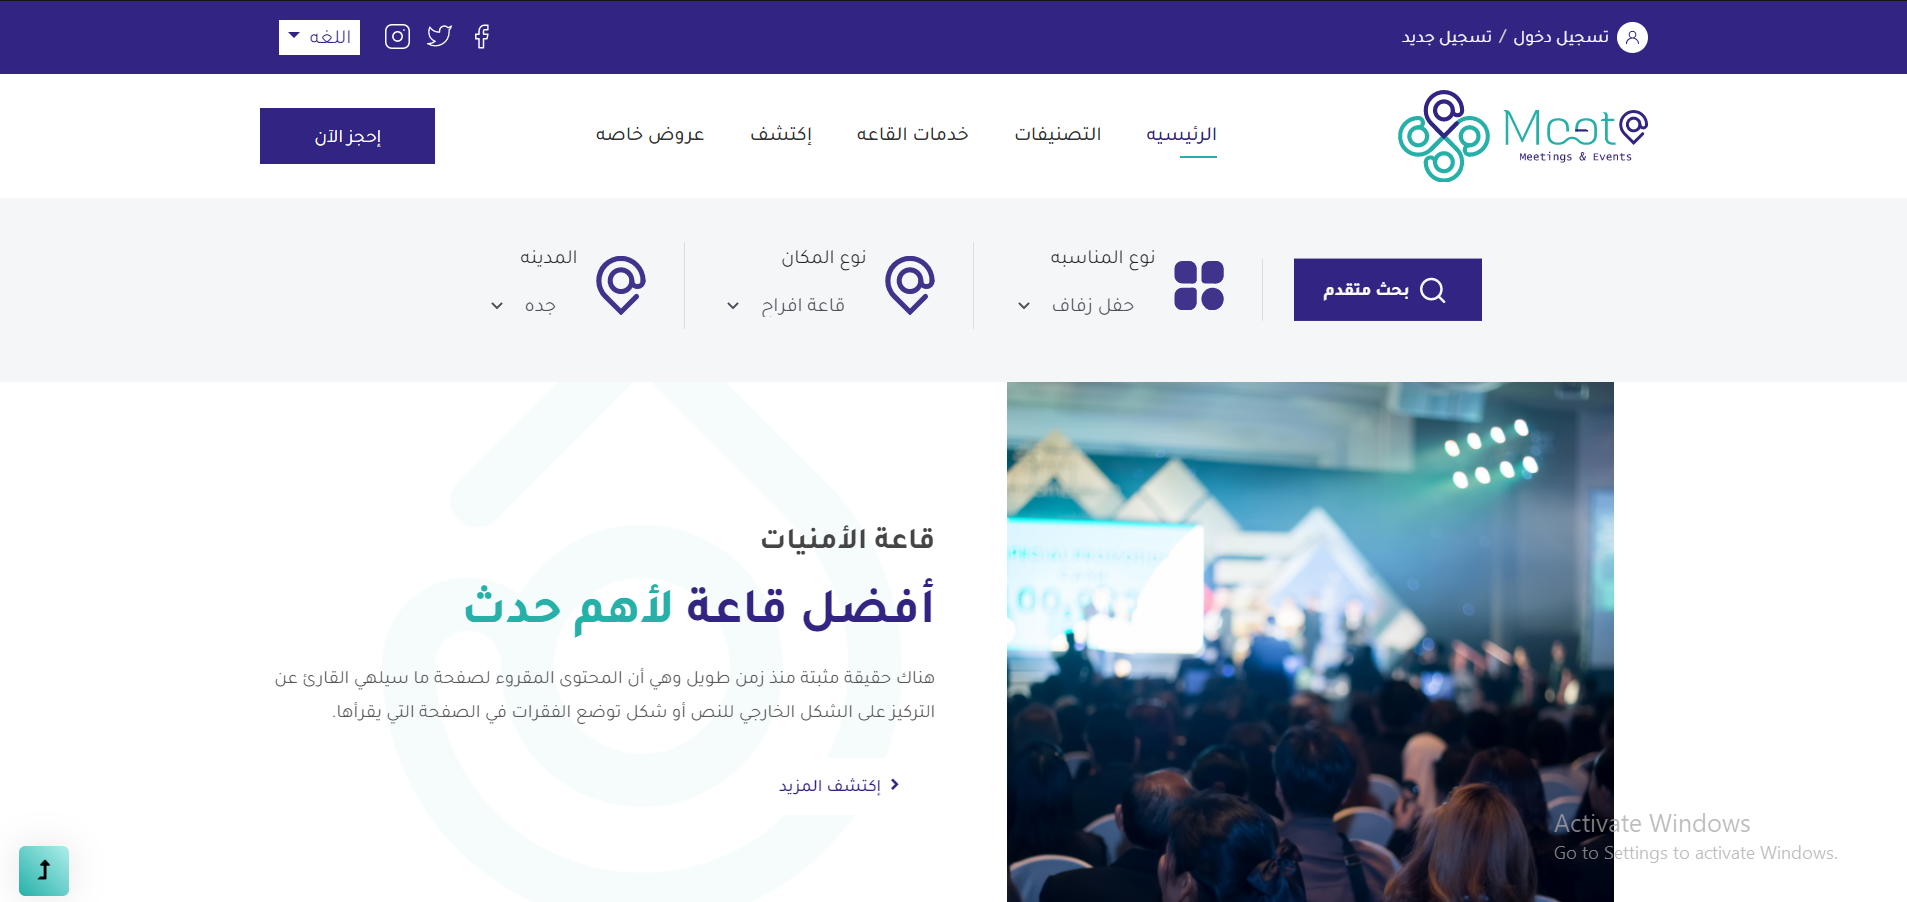 تسجيل دخول / تسجيل جديد
اللغه
Meet
Meetings & Events
الرئيسيه
التصنيفات
خدمات القاعه
إكتشف
عروض خاصه
إحجز الآن
بحث متقدم
نوع المناسبه
حفل زفاف
نوع المكان
قاعة افراح
المدينه
جده
قاعة الأمنيات
أفضل قاعة لأهم حدث
هناك حقيقة مثبتة منذ زمن طويل وهي أن المحتوى المقروء لصفحة ما سيلهي القارئ عن
التركيز على الشكل الخارجي للنص أو شكل توضع الفقرات في الصفحة التي يقرأها.
إكتشف المزيد
Activate Windows
Go to Settings to activate Windows.